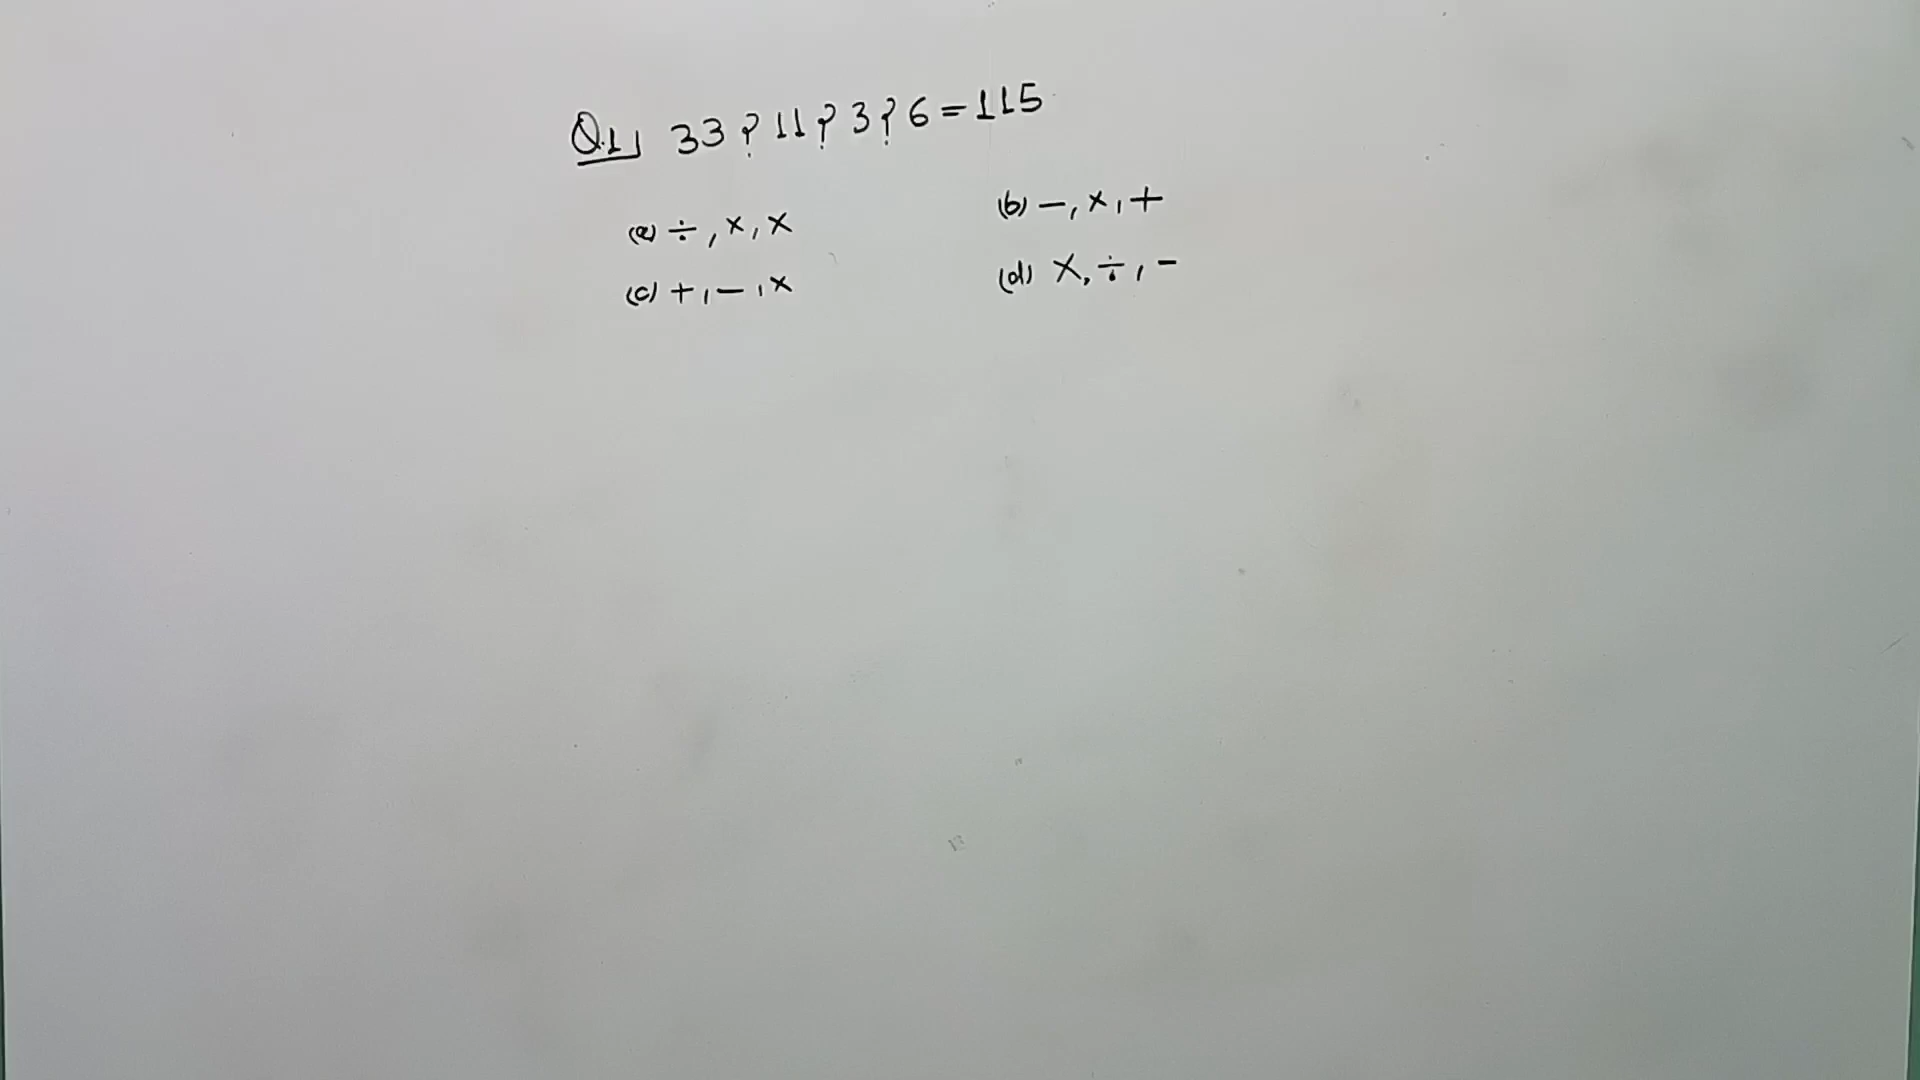 Q.1) 33 ? 11 ? 3 ? 6 = 115
(a) ÷, ×, × (b) –, ×, +
(c) +, –, × (d) ×, ÷, -